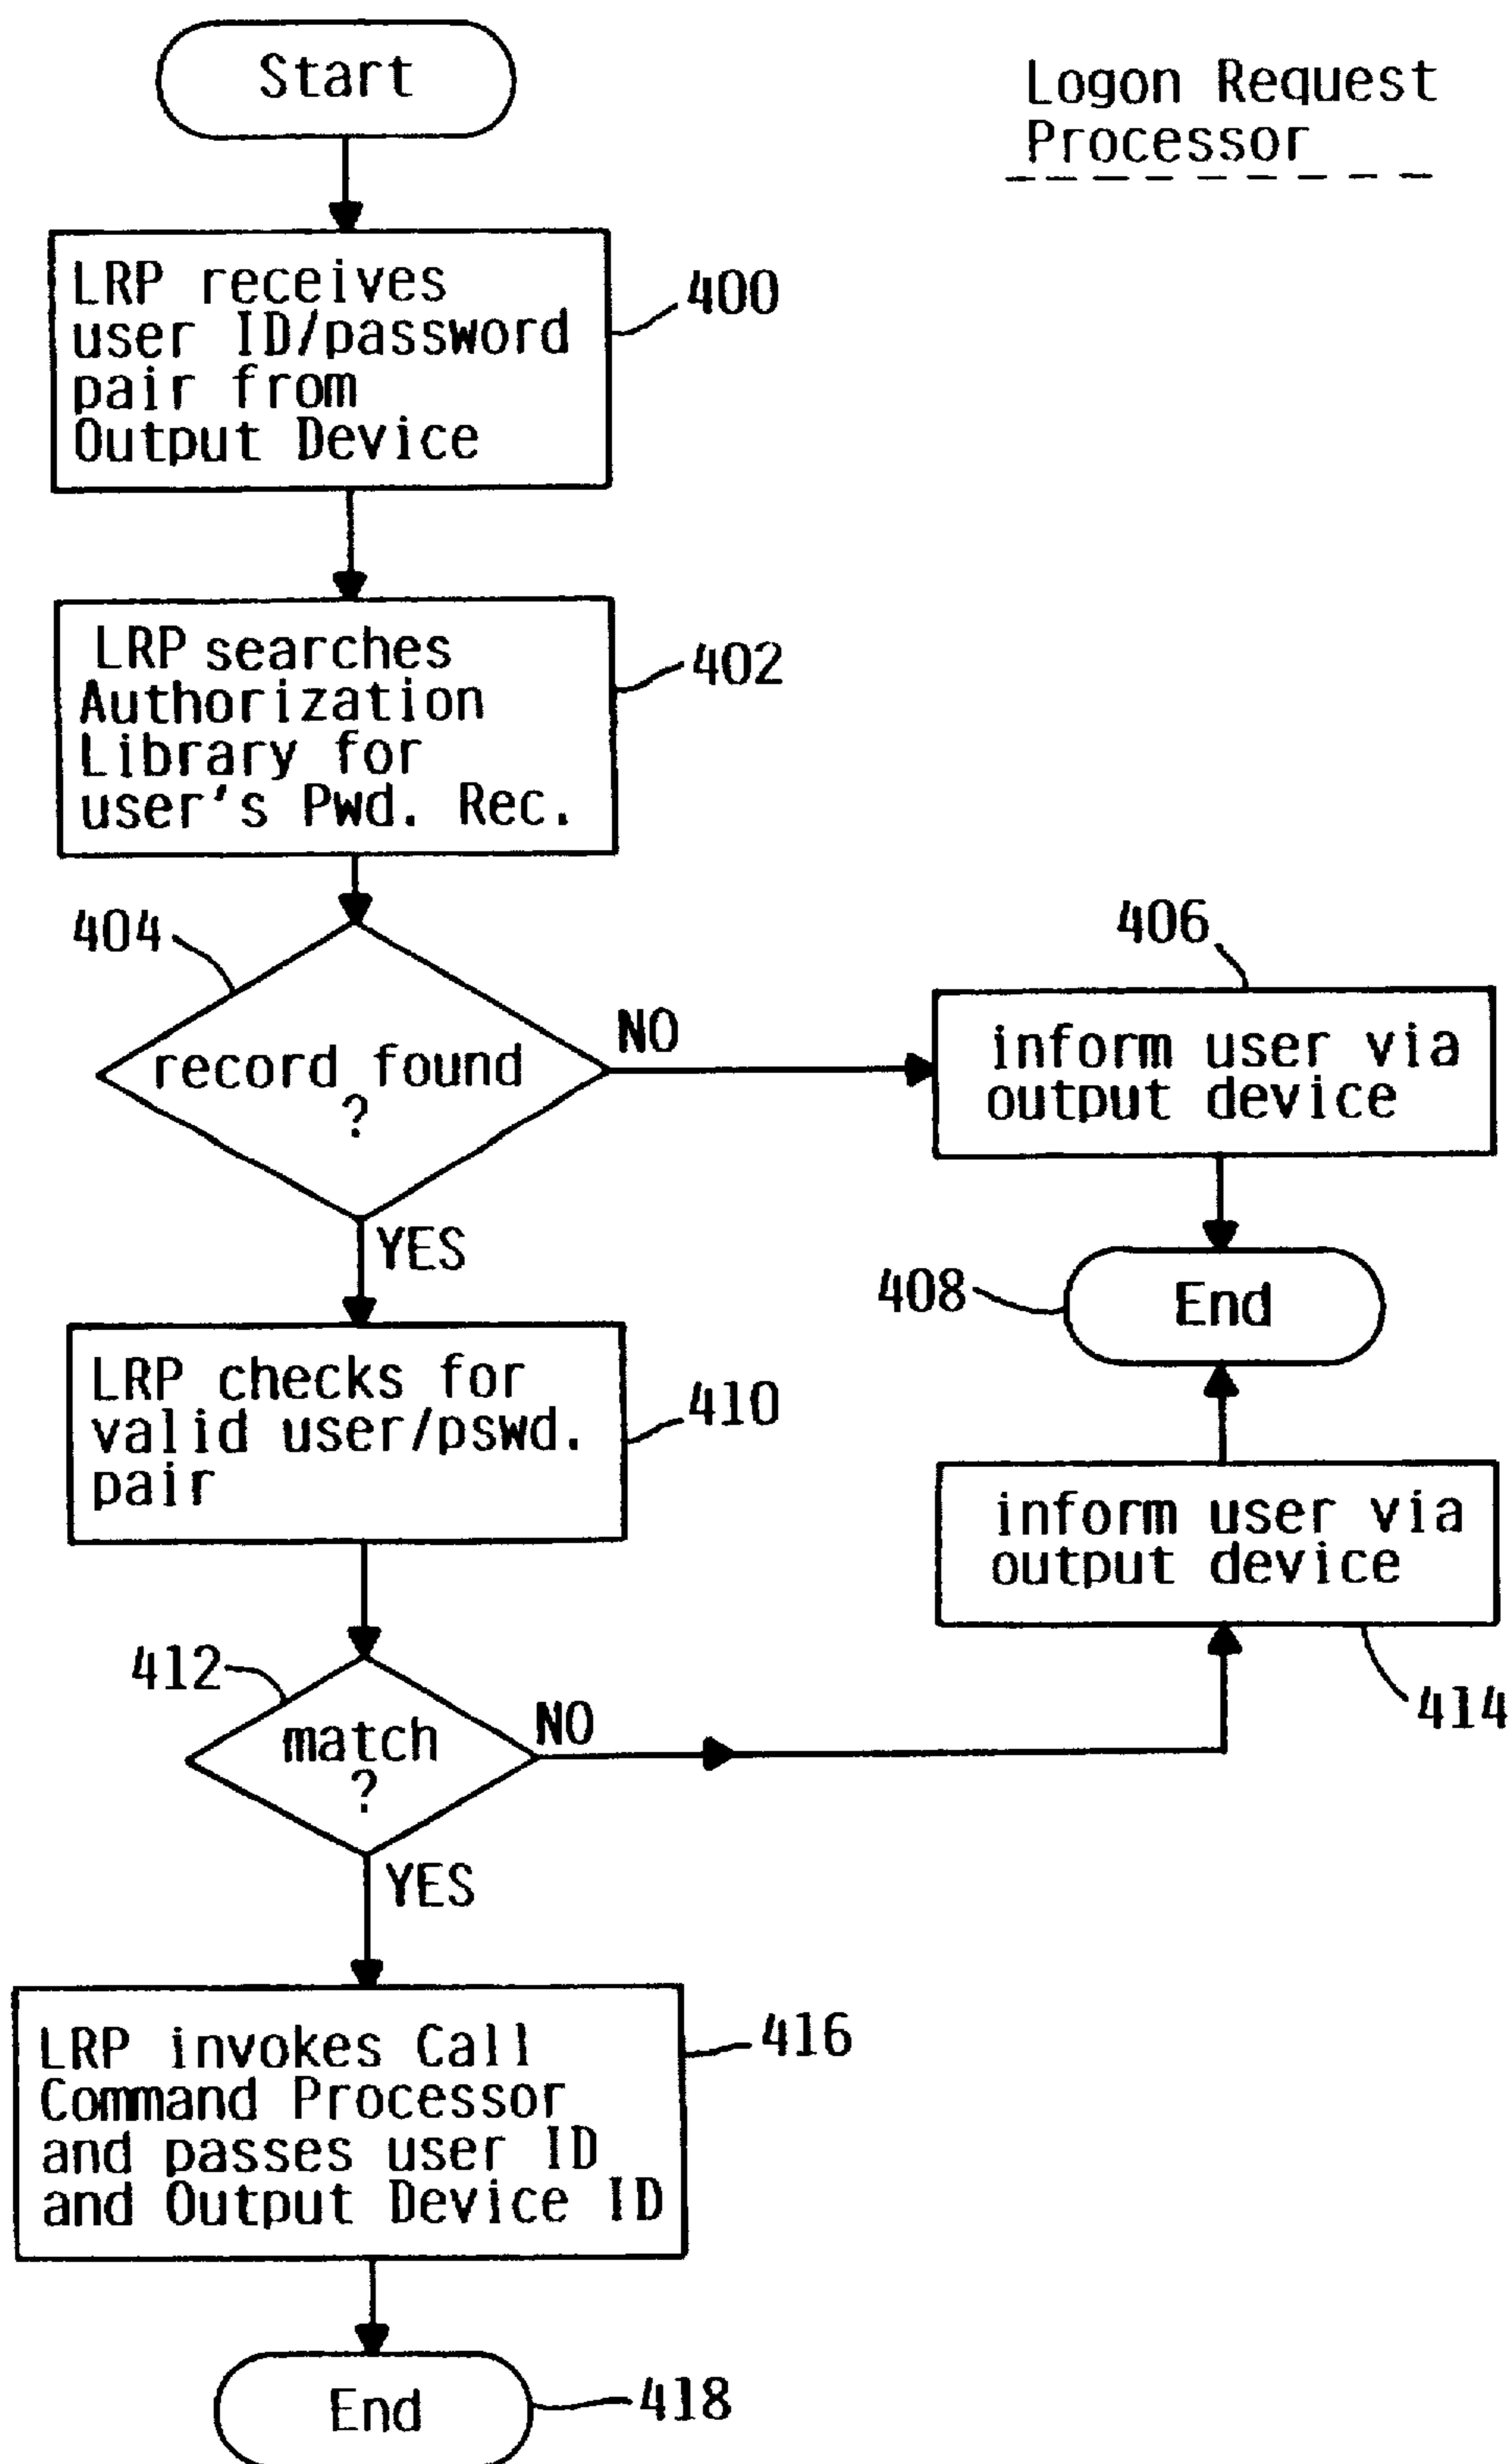 Start
Logon Request
Processor
LRP receives
user ID/password
pair from
Output Device
400
LRP searches
Authorization
Library for
user's Pwd. Rec.
402
404
record found
?
NO
406
inform user via
output device
YES
408
End
LRP checks for
valid user/pswd.
pair
410
inform user via
output device
414
412
match
?
NO
YES
LRP invokes Call
Command Processor
and passes user ID
and Output Device ID
416
End
418